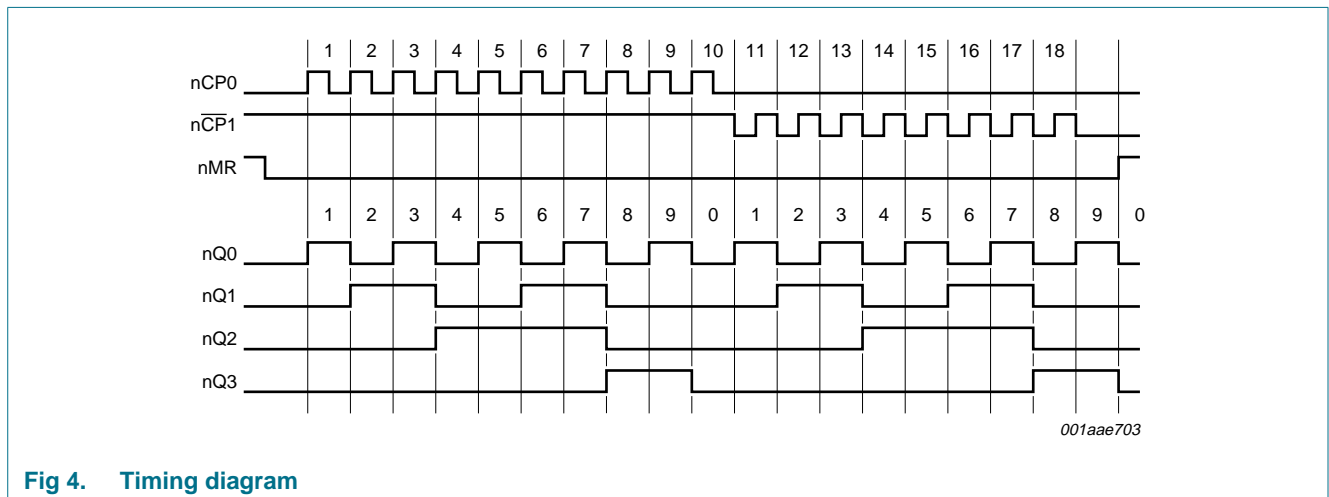 1 2 3 4 5 6 7 8 9 10 11 12 13 14 15 16 17 18
nCP0
nC̅P̅1
nMR
1 2 3 4 5 6 7 8 9 0 1 2 3 4 5 6 7 8 9 0
nQ0
nQ1
nQ2
nQ3
001aae703
Fig 4. Timing diagram